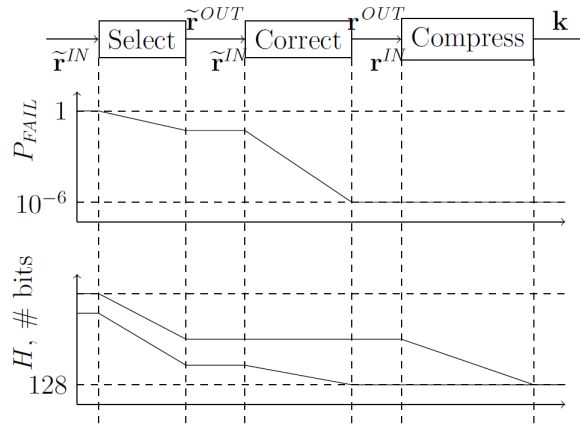 Select Correct Compress
r̃^OUT r^OUT k
r̃^IN r̃^IN r^IN
1
P_FAIL
10^−6
H, # bits
128